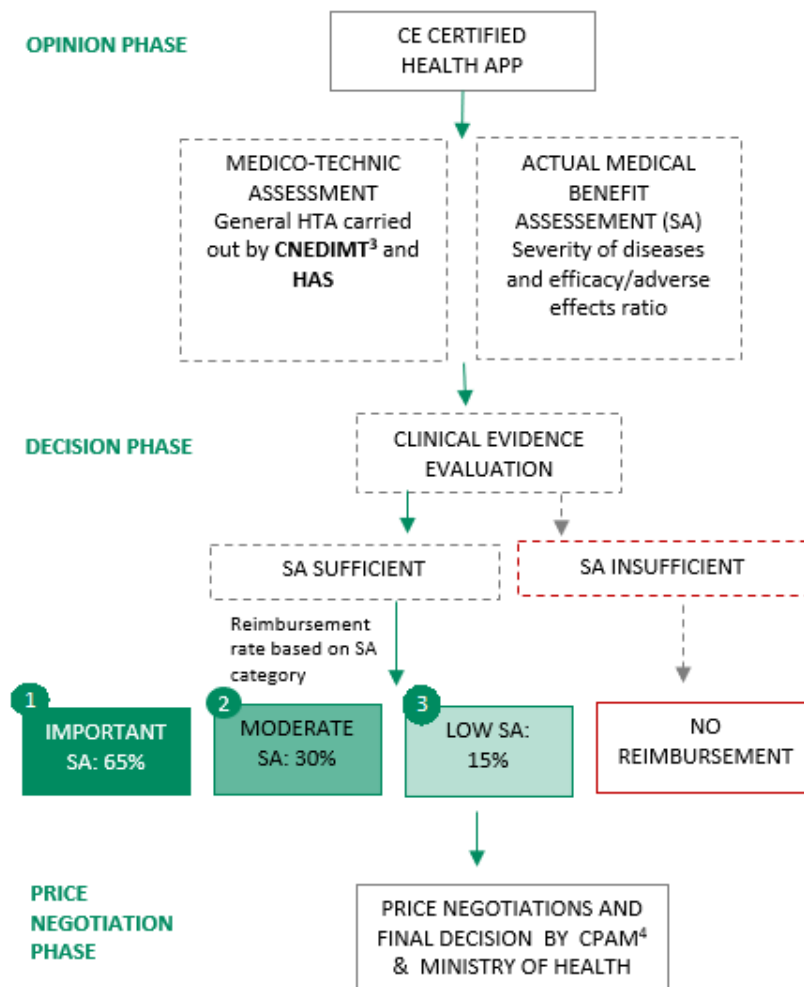 OPINION PHASE
CE CERTIFIED
HEALTH APP
MEDICO-TECHNIC
ASSESSMENT
General HTA carried
out by CNEDIMT³ and
HAS
ACTUAL MEDICAL
BENEFIT
ASSESSEMENT (SA)
Severity of diseases
and efficacy/adverse
effects ratio
DECISION PHASE
CLINICAL EVIDENCE
EVALUATION
SA SUFFICIENT
SA INSUFFICIENT
Reimbursement
rate based on SA
category
1
IMPORTANT
SA: 65%
2
MODERATE
SA: 30%
3
LOW SA:
15%
NO
REIMBURSEMENT
PRICE
NEGOTIATION
PHASE
PRICE NEGOTIATIONS AND
FINAL DECISION BY CPAM⁴
& MINISTRY OF HEALTH